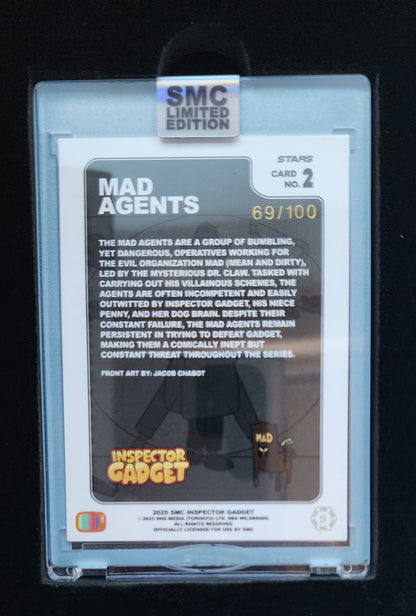 SMC
LIMITED
EDITION
STARS
CARD
NO. 2
MAD
AGENTS
69/100
THE MAD AGENTS ARE A GROUP OF BUMBLING,
YET DANGEROUS, OPERATIVES WORKING FOR
THE EVIL ORGANIZATION MAD (MEAN AND DIRTY),
LED BY THE MYSTERIOUS DR. CLAW. TASKED WITH
CARRYING OUT HIS VILLAINOUS SCHEMES, THE
AGENTS ARE OFTEN INCOMPETENT AND EASILY
OUTWITTED BY INSPECTOR GADGET, HIS NIECE
PENNY, AND HER DOG BRAIN. DESPITE THEIR
CONSTANT FAILURE, THE MAD AGENTS REMAIN
PERSISTENT IN TRYING TO DEFEAT GADGET,
MAKING THEM A COMICALLY INEPT BUT
CONSTANT THREAT THROUGHOUT THE SERIES.
FRONT ART BY: JACOB CHABOT
MAD
INSPECTOR
GADGET
2025 SMC INSPECTOR GADGET
© 2025 DHX MEDIA (TORONTO) LTD.
ALL RIGHTS RESERVED.
OFFICIALLY LICENSED FOR USE BY SMC